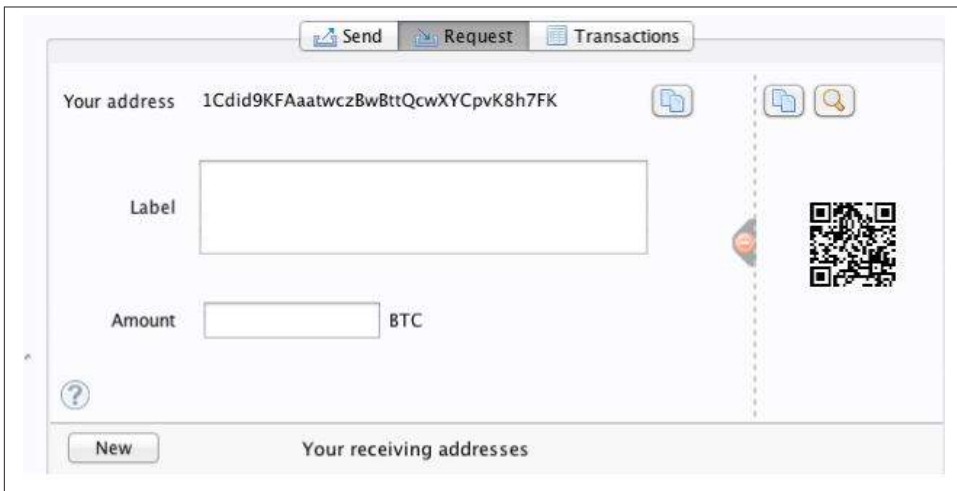 Send Request Transactions
Your address 1Cdid9KFAaatwczBwBttQcwXYCpvK8h7FK
Label
Amount BTC
New Your receiving addresses